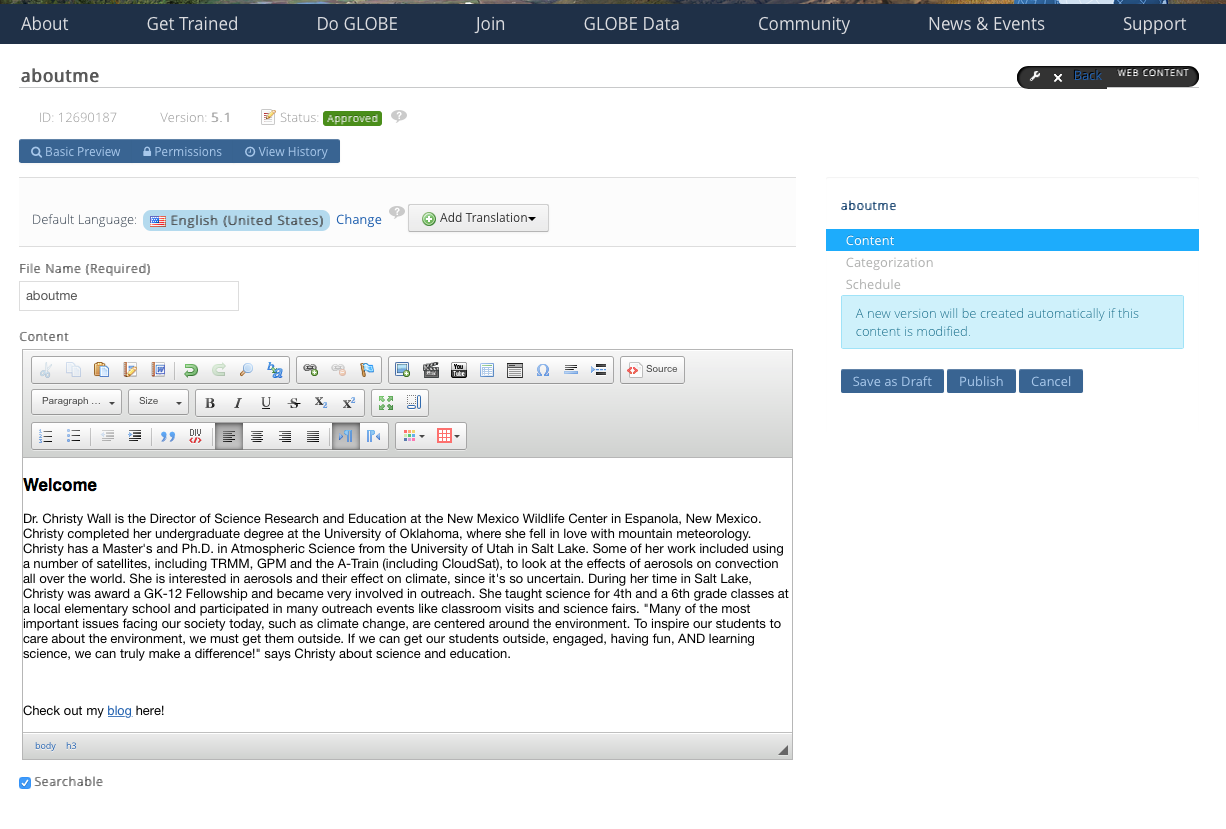 About Get Trained Do GLOBE Join GLOBE Data Community News & Events Support
aboutme
Back WEB CONTENT
ID: 12690187 Version: 5.1 Status: Approved ?
Basic Preview Permissions View History
Default Language: English (United States) Change ? Add Translation
File Name (Required)
aboutme
Content
Source
Paragraph ... Size B I U S X2 X2
DIV
Welcome
Dr. Christy Wall is the Director of Science Research and Education at the New Mexico Wildlife Center in Espanola, New Mexico.
Christy completed her undergraduate degree at the University of Oklahoma, where she fell in love with mountain meteorology.
Christy has a Master's and Ph.D. in Atmospheric Science from the University of Utah in Salt Lake. Some of her work included using
a number of satellites, including TRMM, GPM and the A-Train (including CloudSat), to look at the effects of aerosols on convection
all over the world. She is interested in aerosols and their effect on climate, since it's so uncertain. During her time in Salt Lake,
Christy was award a GK-12 Fellowship and became very involved in outreach. She taught science for 4th and a 6th grade classes at
a local elementary school and participated in many outreach events like classroom visits and science fairs. "Many of the most
important issues facing our society today, such as climate change, are centered around the environment. To inspire our students to
care about the environment, we must get them outside. If we can get our students outside, engaged, having fun, AND learning
science, we can truly make a difference!" says Christy about science and education.
Check out my blog here!
body h3
Searchable
aboutme
Content
Categorization
Schedule
A new version will be created automatically if this
content is modified.
Save as Draft Publish Cancel